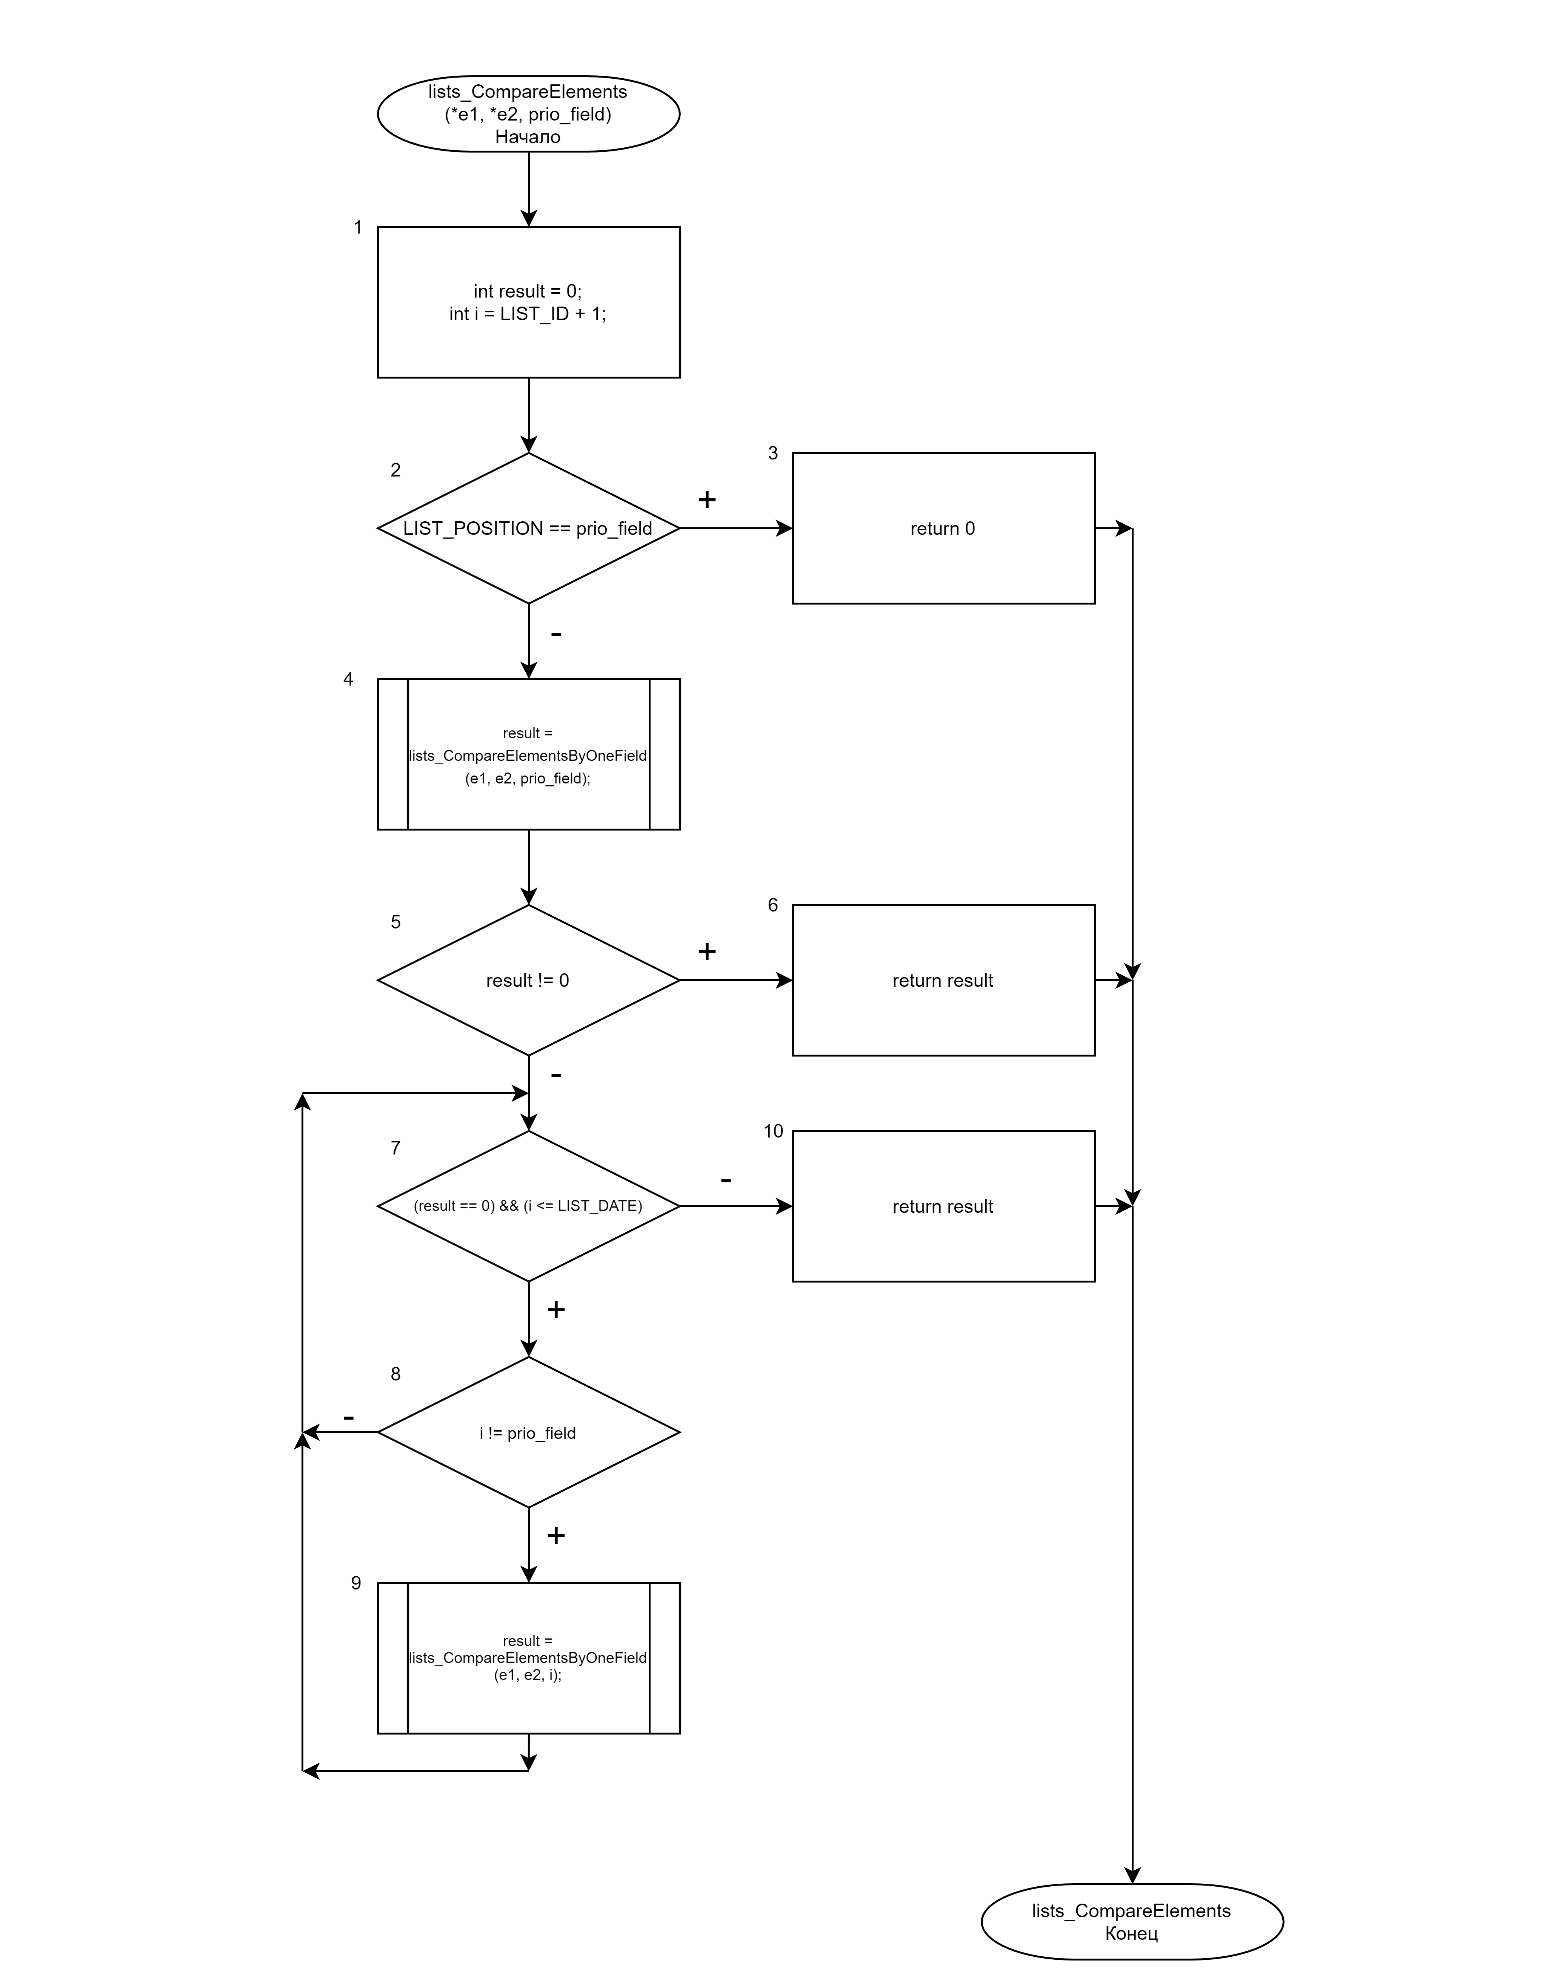 lists_CompareElements
(*e1, *e2, prio_field)
Начало
1
int result = 0;
int i = LIST_ID + 1;
2
LIST_POSITION == prio_field
+
3
return 0
-
4
result =
lists_CompareElementsByOneField
(e1, e2, prio_field);
5
result != 0
+
6
return result
-
7
(result == 0) && (i <= LIST_DATE)
-
10
return result
+
8
i != prio_field
-
+
9
result =
lists_CompareElementsByOneField
(e1, e2, i);
lists_CompareElements
Конец